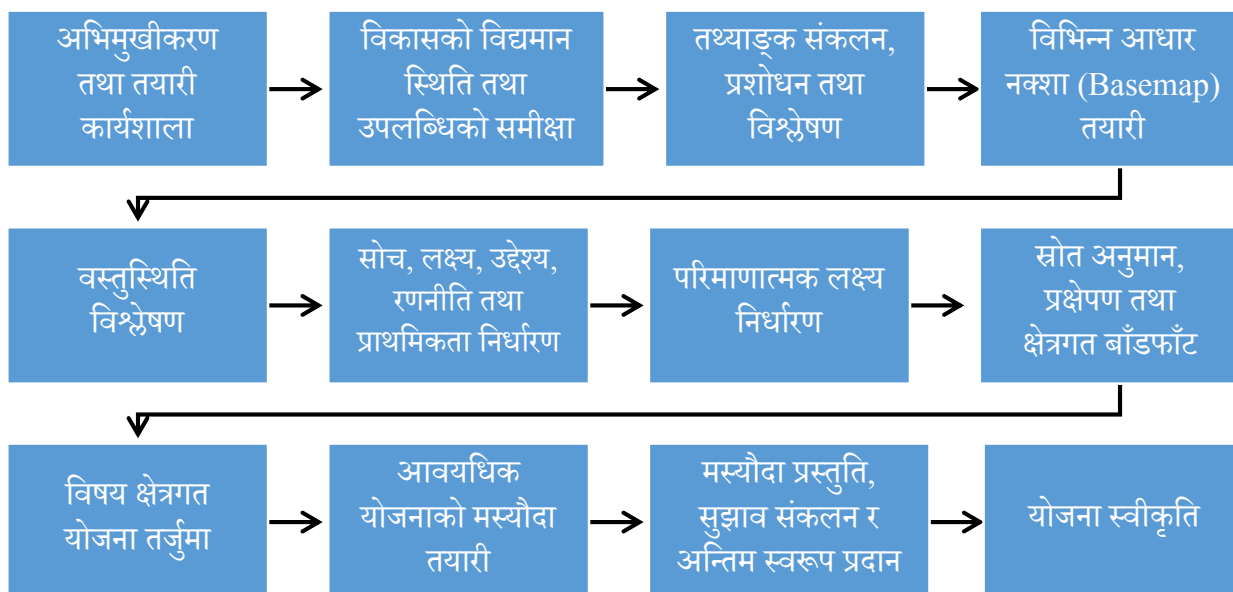 अभिमुखीकरण
तथा तयारी
कार्यशाला
विकासको विद्यमान
स्थिति तथा
उपलब्धिको समीक्षा
तथ्याङ्क संकलन,
प्रशोधन तथा
विश्लेषण
विभिन्न आधार
नक्शा (Basemap)
तयारी
वस्तुस्थिति
विश्लेषण
सोच, लक्ष्य, उद्देश्य,
रणनीति तथा
प्राथमिकता निर्धारण
परिमाणात्मक लक्ष्य
निर्धारण
स्रोत अनुमान,
प्रक्षेपण तथा
क्षेत्रगत बाँडफाँट
विषय क्षेत्रगत
योजना तर्जुमा
आवयधिक
योजनाको मस्यौदा
तयारी
मस्यौदा प्रस्तुति,
सुझाव संकलन र
अन्तिम स्वरूप प्रदान
योजना स्वीकृति